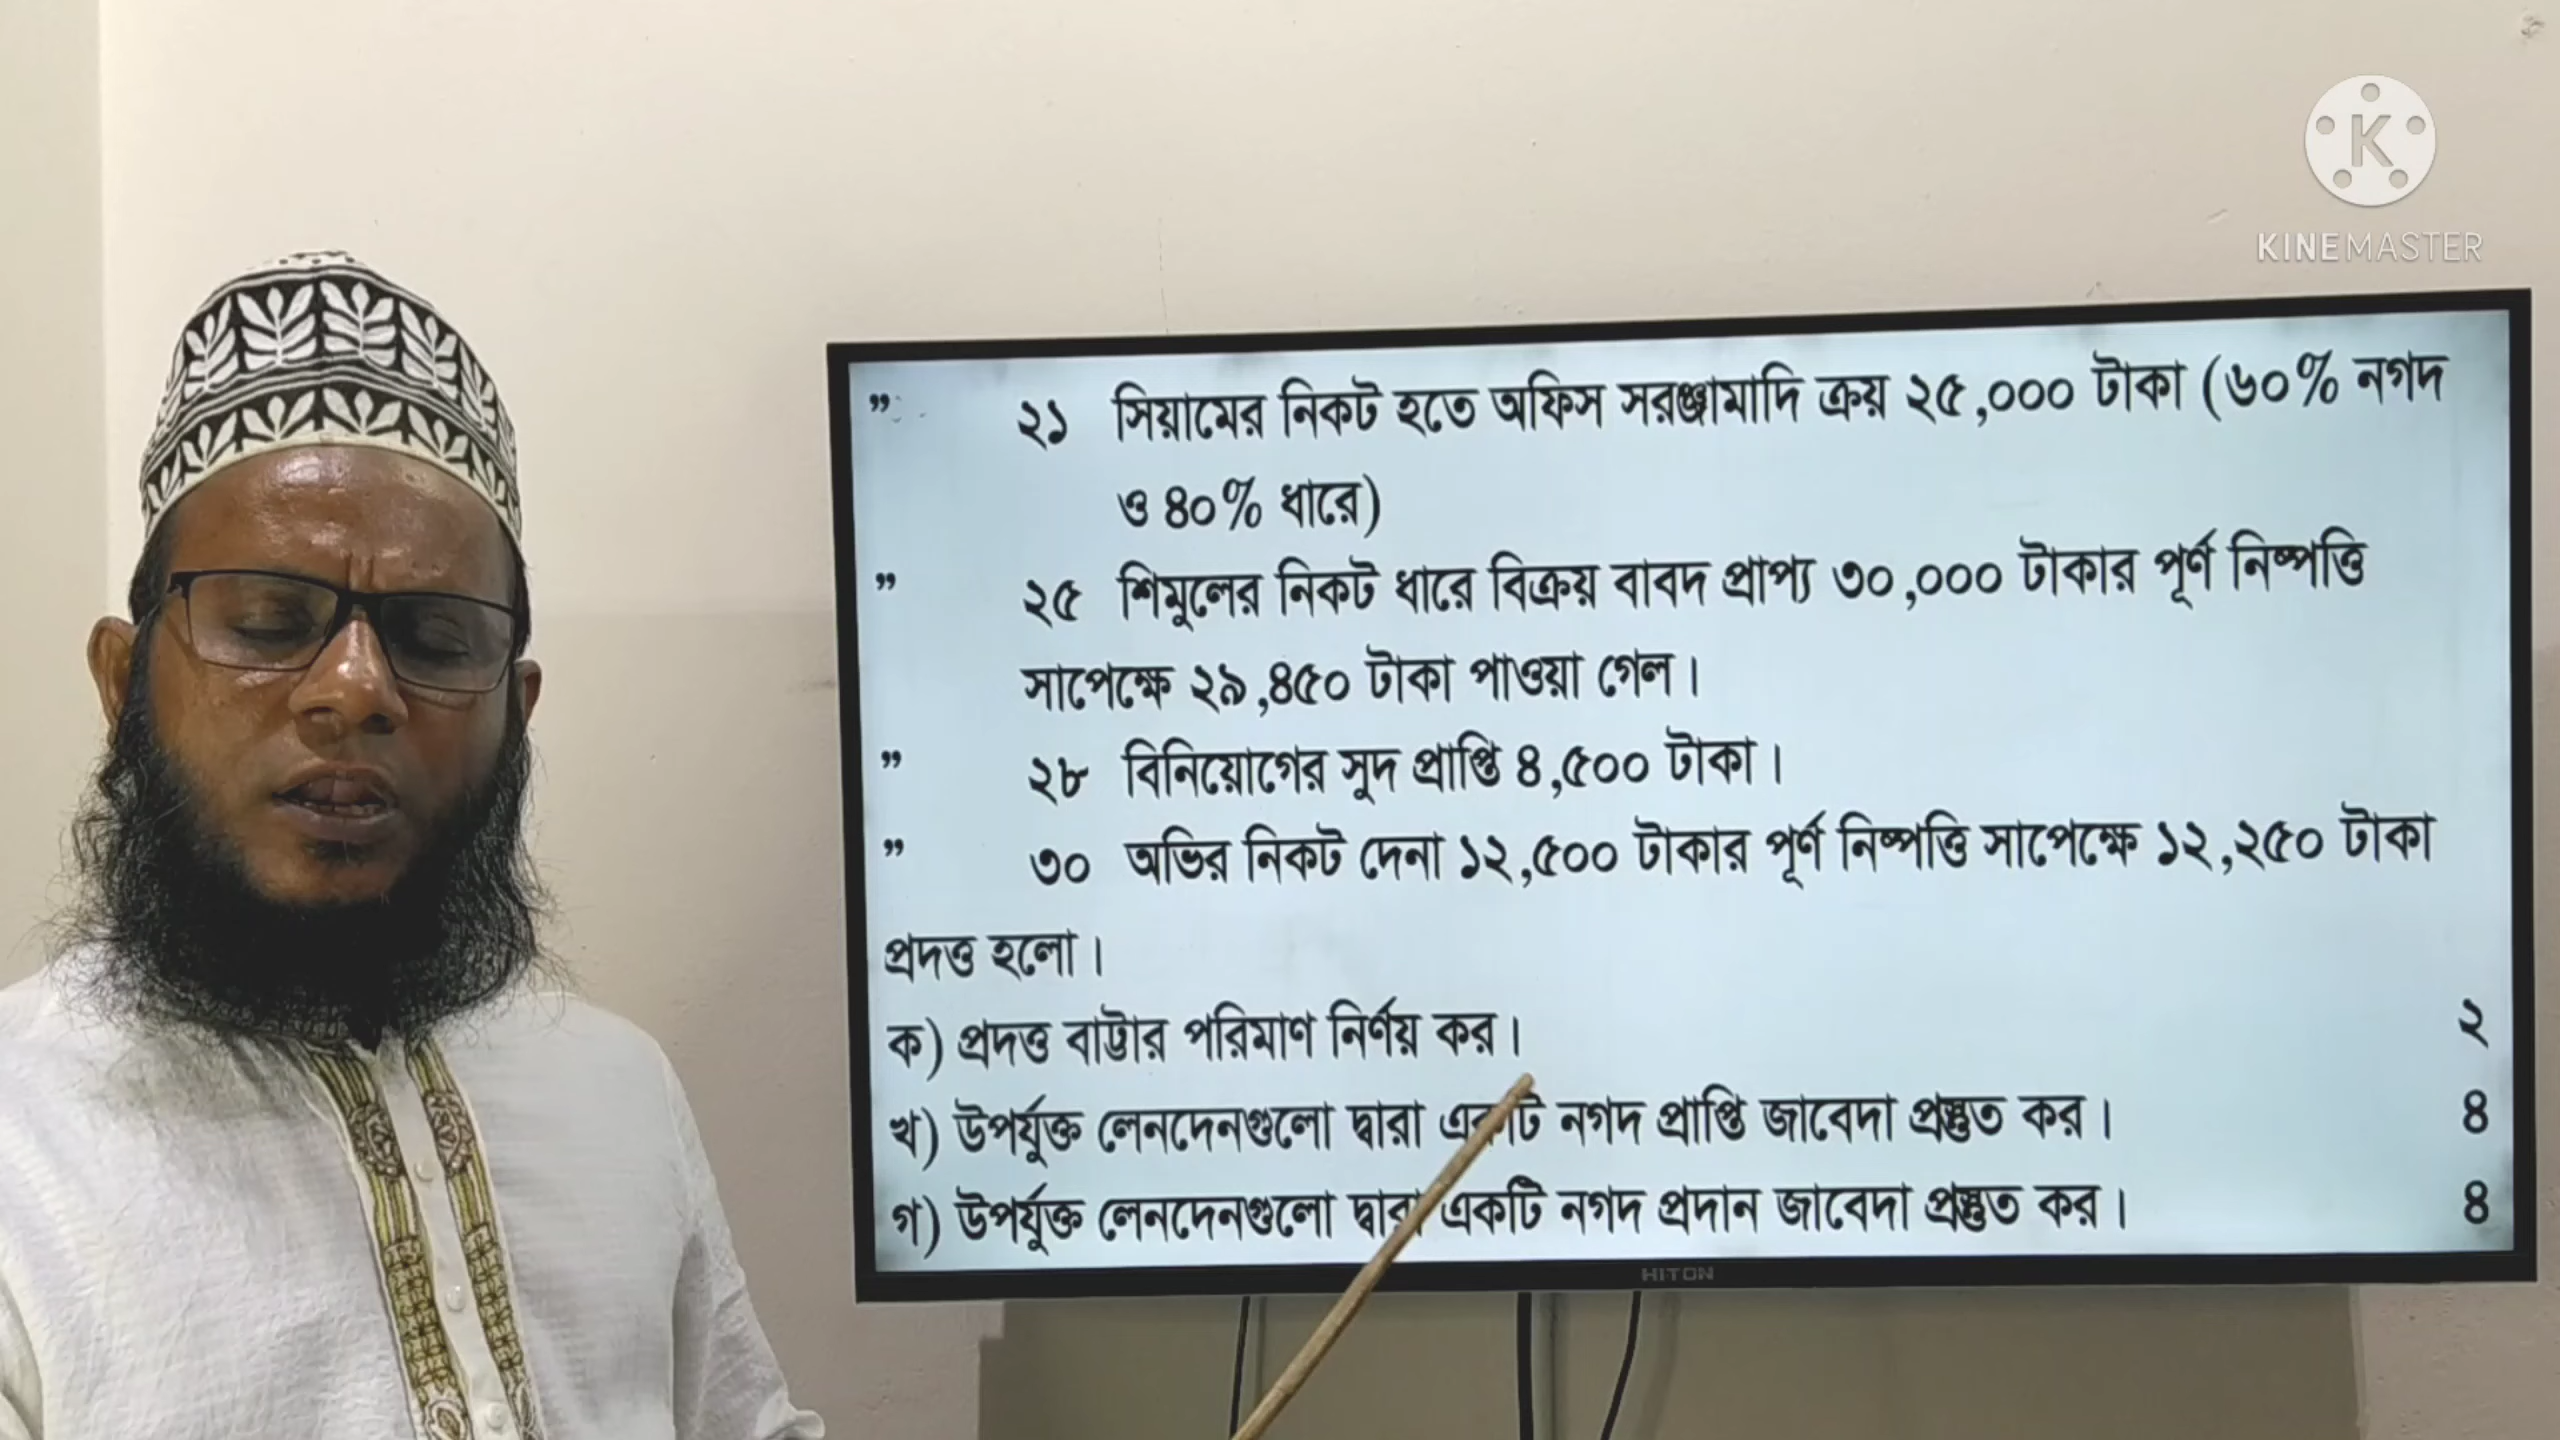 K
KINEMASTER
” ২১ সিয়ামের নিকট হতে অফিস সরঞ্জামাদি ক্রয় ২৫,০০০ টাকা (৬০% নগদ
ও ৪০% ধারে)
” ২৫ শিমুলের নিকট ধারে বিক্রয় বাবদ প্রাপ্য ৩০,০০০ টাকার পূর্ণ নিষ্পত্তি
সাপেক্ষে ২৯,৪৫০ টাকা পাওয়া গেল।
” ২৮ বিনিয়োগের সুদ প্রাপ্তি ৪,৫০০ টাকা।
” ৩০ অভির নিকট দেনা ১২,৫০০ টাকার পূর্ণ নিষ্পত্তি সাপেক্ষে ১২,২৫০ টাকা
প্রদত্ত হলো।
ক) প্রদত্ত বাট্টার পরিমাণ নির্ণয় কর। ২
খ) উপর্যুক্ত লেনদেনগুলো দ্বারা একটি নগদ প্রাপ্তি জাবেদা প্রস্তুত কর। ৪
গ) উপর্যুক্ত লেনদেনগুলো দ্বারা একটি নগদ প্রদান জাবেদা প্রস্তুত কর। ৪
HITON